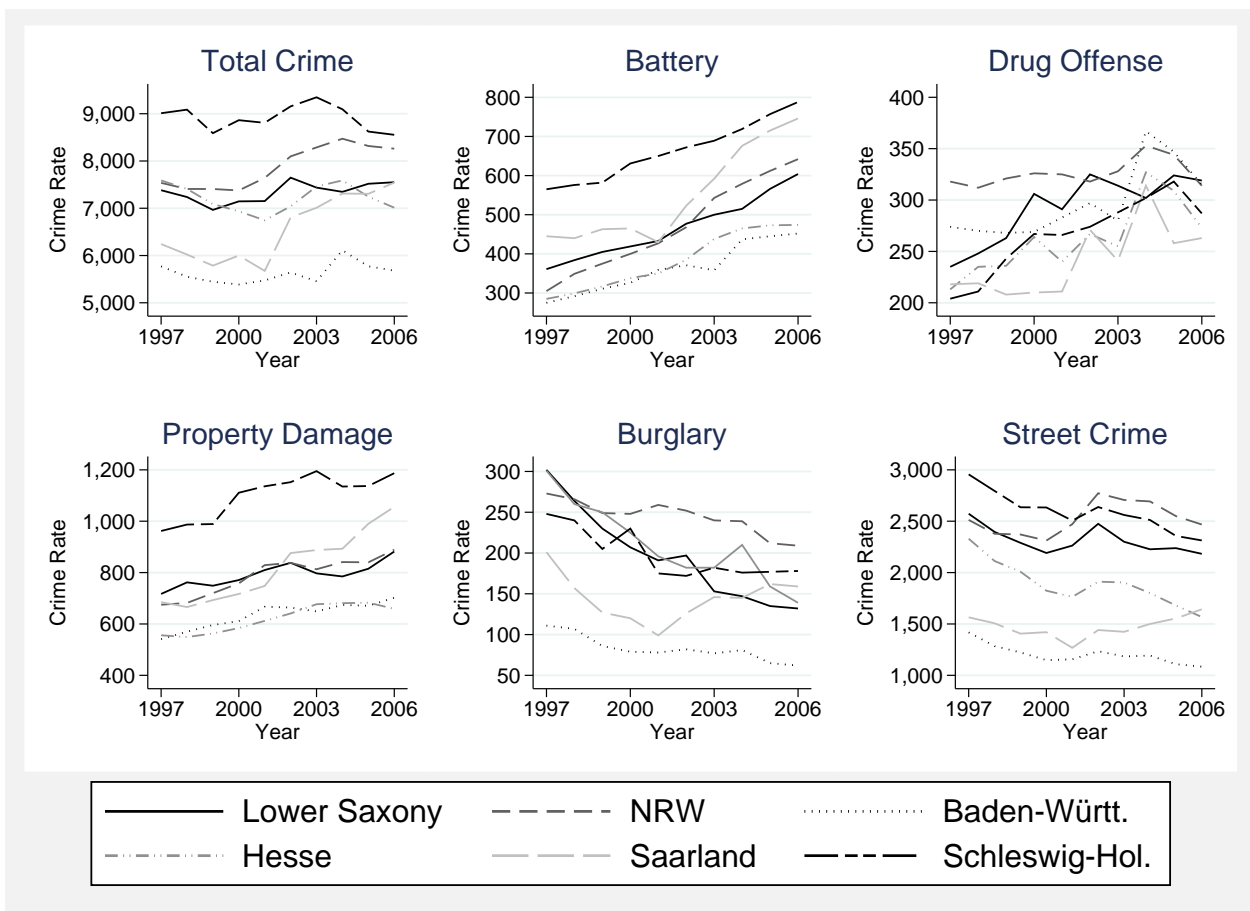 Total Crime
Crime Rate
9,000
8,000
7,000
6,000
5,000
1997 2000 2003 2006
Year
Battery
Crime Rate
800
700
600
500
400
300
1997 2000 2003 2006
Year
Drug Offense
Crime Rate
400
350
300
250
200
1997 2000 2003 2006
Year
Property Damage
Crime Rate
1,200
1,000
800
600
400
1997 2000 2003 2006
Year
Burglary
Crime Rate
300
250
200
150
100
50
1997 2000 2003 2006
Year
Street Crime
Crime Rate
3,000
2,500
2,000
1,500
1,000
1997 2000 2003 2006
Year
Lower Saxony NRW Baden-Württ.
Hesse Saarland Schleswig-Hol.